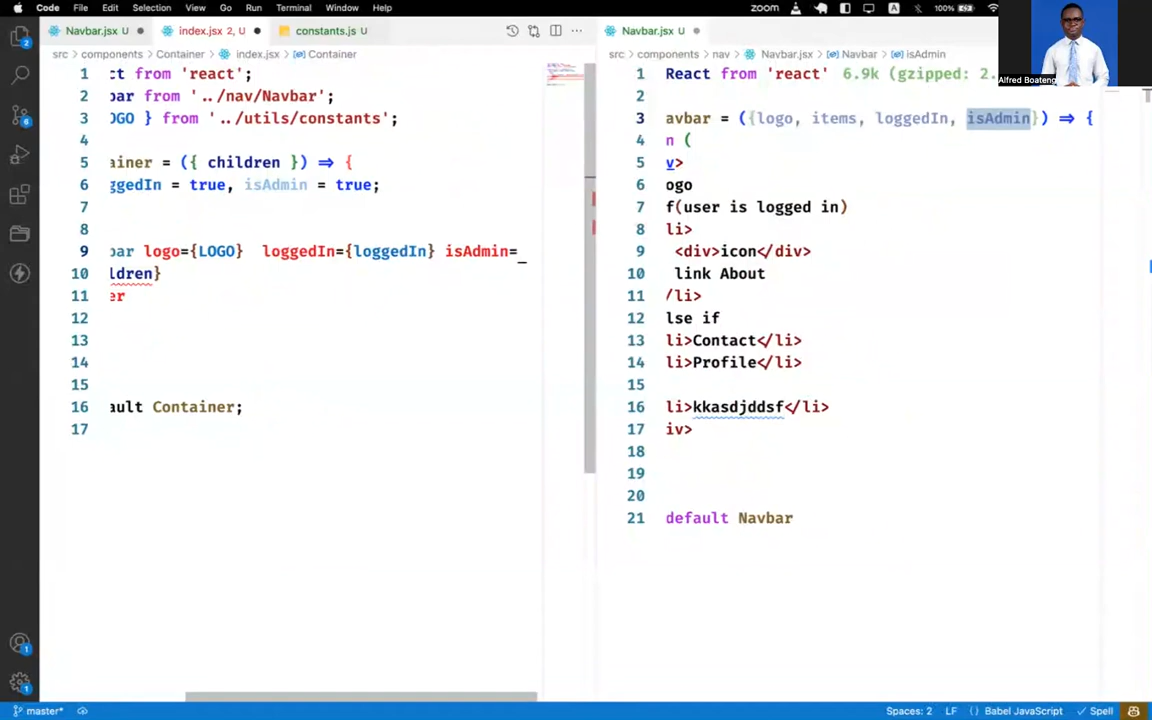 Code File Edit Selection View Go Run Terminal Window Help zoom A 100%
Navbar.jsx U index.jsx 2, U constants.js U
src components Container index.jsx Container
1 ct from 'react';
2 bar from '../nav/Navbar';
3 OGO } from '../utils/constants';
4
5 ainer = ({ children }) => {
6 ggedIn = true, isAdmin = true;
7
8
9 bar logo={LOGO} loggedIn={loggedIn} isAdmin=_
10 ldren}
11 er
12
13
14
15
16 ault Container;
17
Navbar.jsx U
src components nav Navbar.jsx Navbar isAdmin
1 React from 'react' 6.9k (gzipped: 2.
2
3 avbar = ({logo, items, loggedIn, isAdmin}) => {
4 n (
5 v>
6 ogo
7 f(user is logged in)
8 li>
9 <div>icon</div>
10 link About
11 /li>
12 lse if
13 li>Contact</li>
14 li>Profile</li>
15
16 li>kkasdjddsf</li>
17 iv>
18
19
20
21 default Navbar
Alfred Boateng
2
6
1
1
master* Spaces: 2 LF { } Babel JavaScript Spell